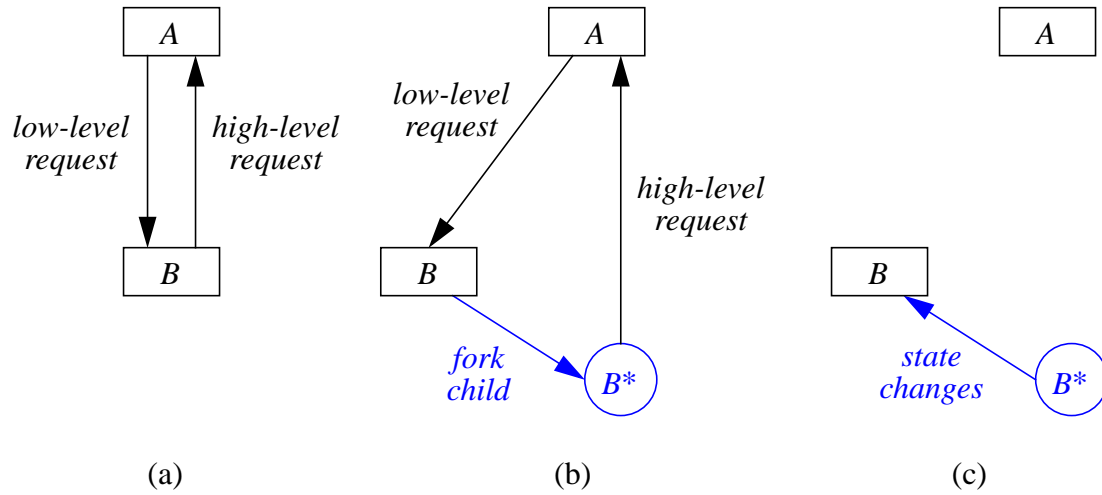 A
low-level
request
high-level
request
B
(a)
A
low-level
request
high-level
request
B
fork
child
B*
(b)
A
B
state
changes
B*
(c)